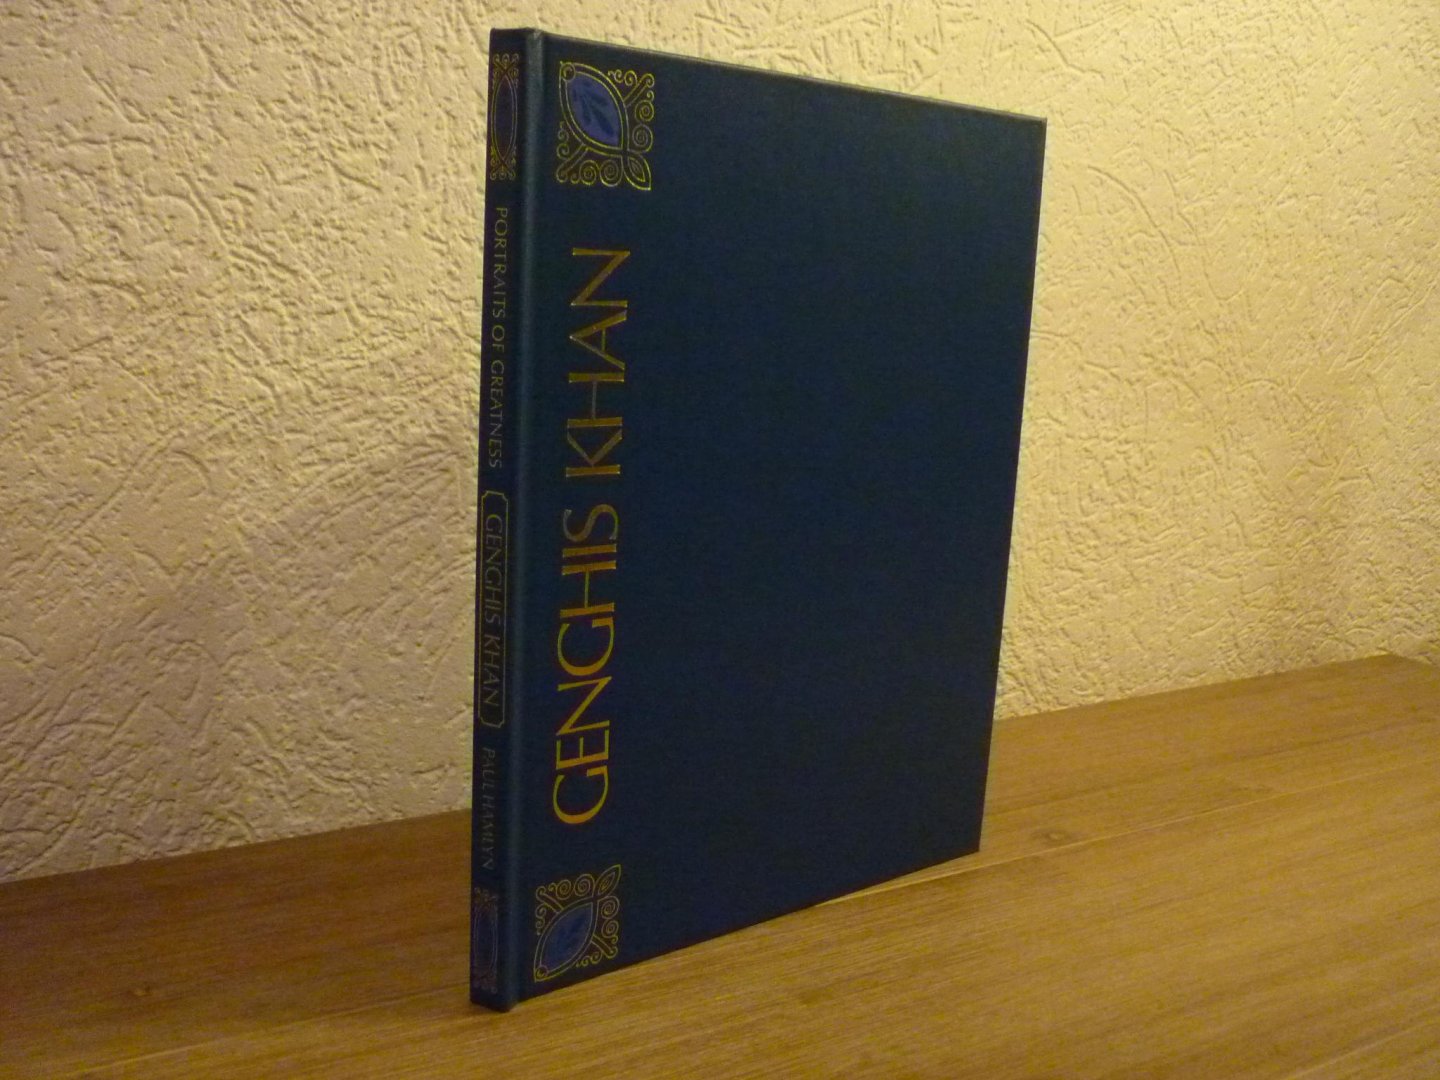 PORTRAITS OF GREATNESS
GENGHIS KHAN
PAUL HAMLYN
GENGHIS KHAN